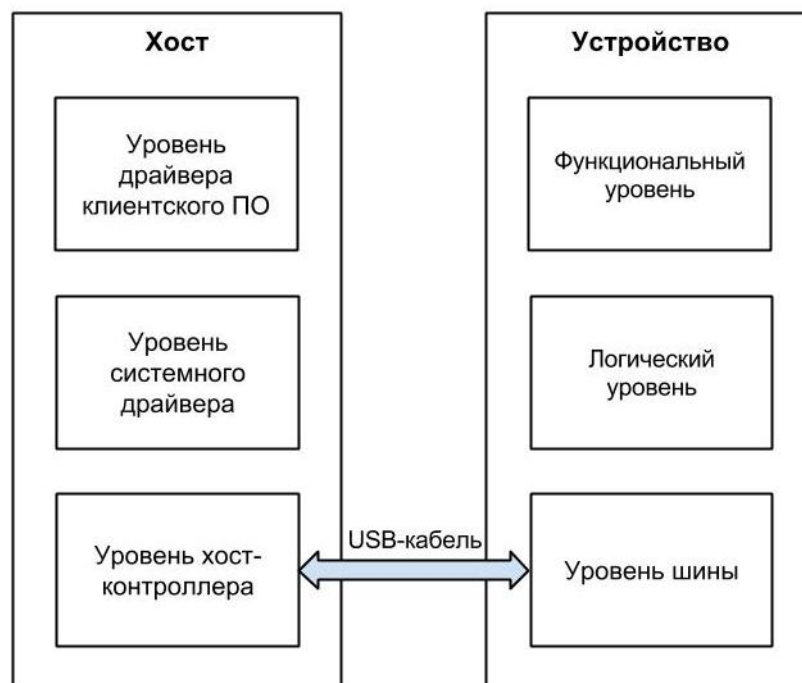 Хост
Уровень
драйвера
клиентского ПО
Уровень
системного
драйвера
Уровень хост-
контроллера
USB-кабель
Устройство
Функциональный
уровень
Логический
уровень
Уровень шины